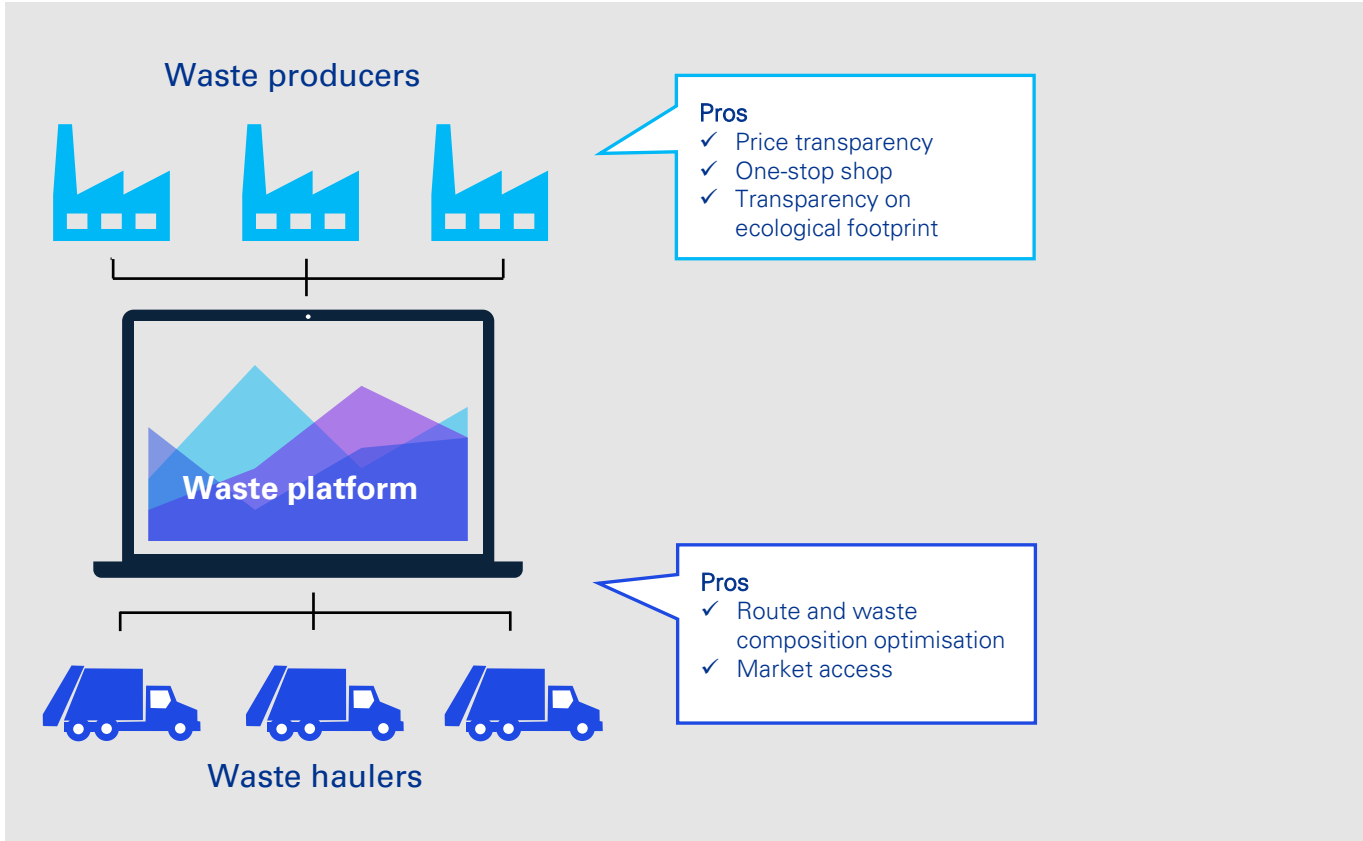 Waste producers
Pros
✓ Price transparency
✓ One-stop shop
✓ Transparency on
ecological footprint
Waste platform
Pros
✓ Route and waste
composition optimisation
✓ Market access
Waste haulers